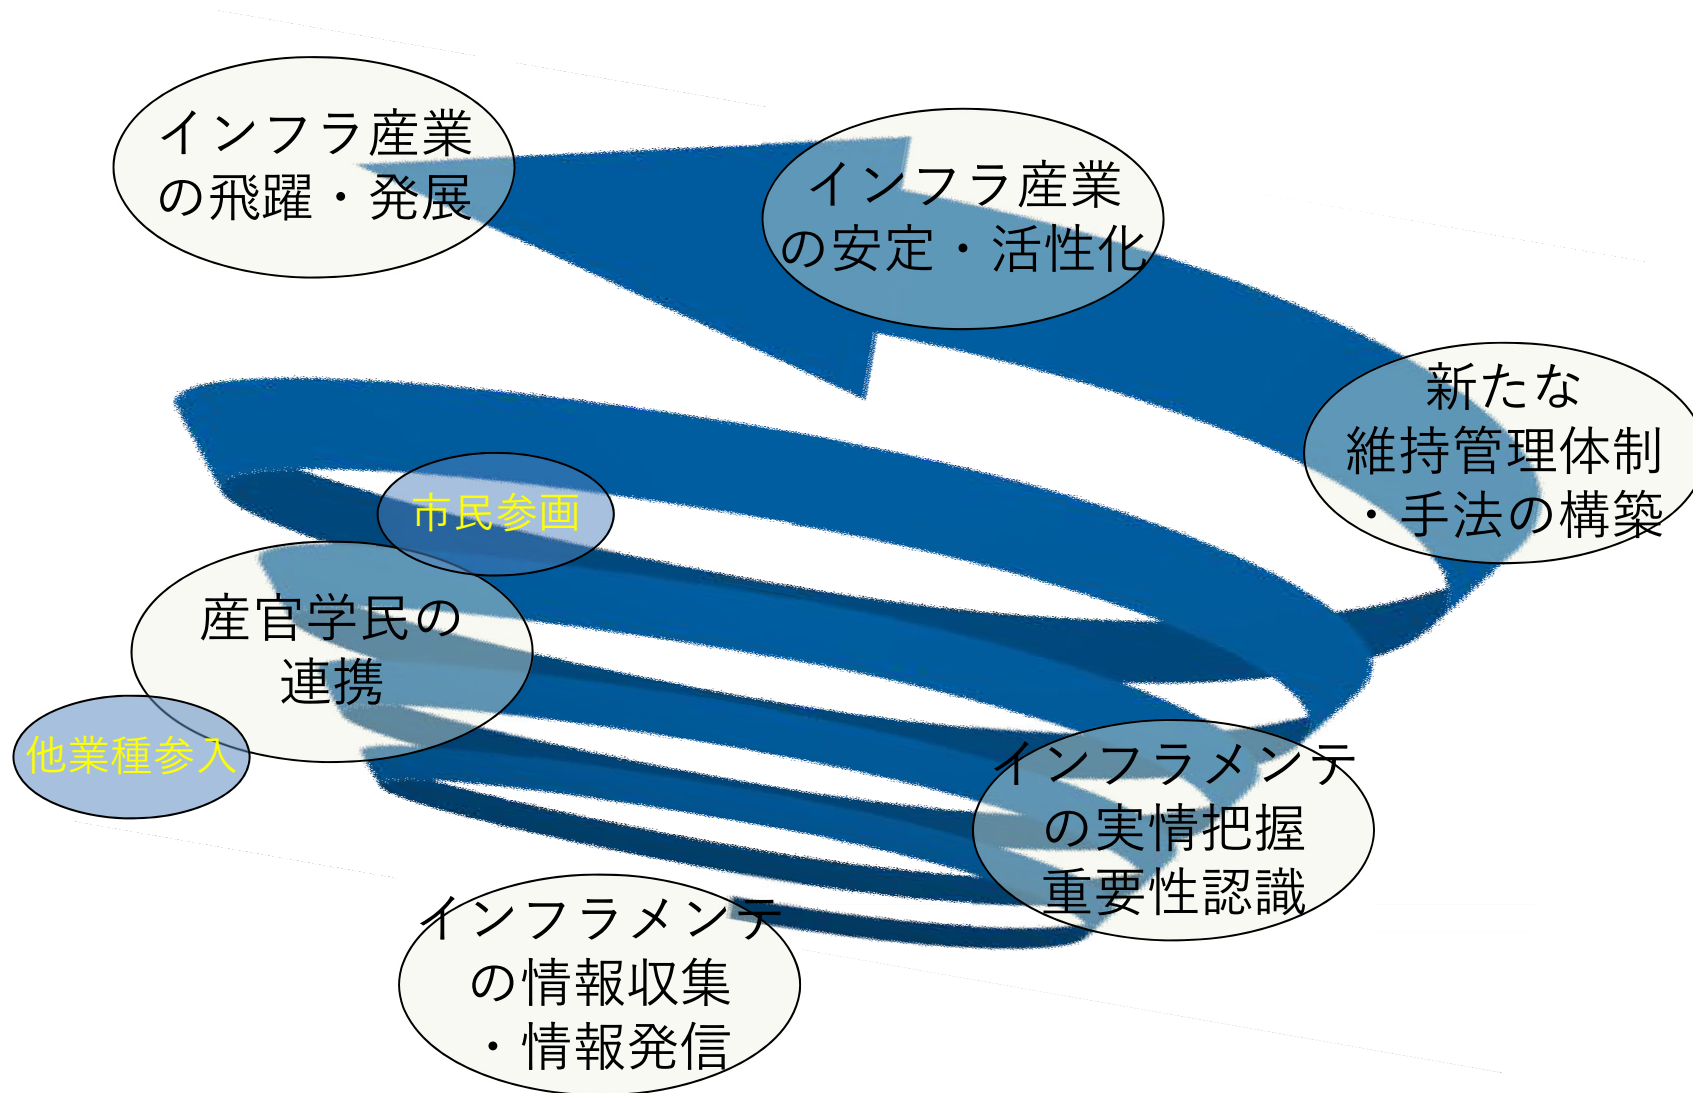 インフラ産業
の飛躍・発展
インフラ産業
の安定・活性化
新たな
維持管理体制
・手法の構築
市民参画
産官学民の
連携
他業種参入
インフラメンテ
の実情把握
重要性認識
インフラメンテ
の情報収集
・情報発信